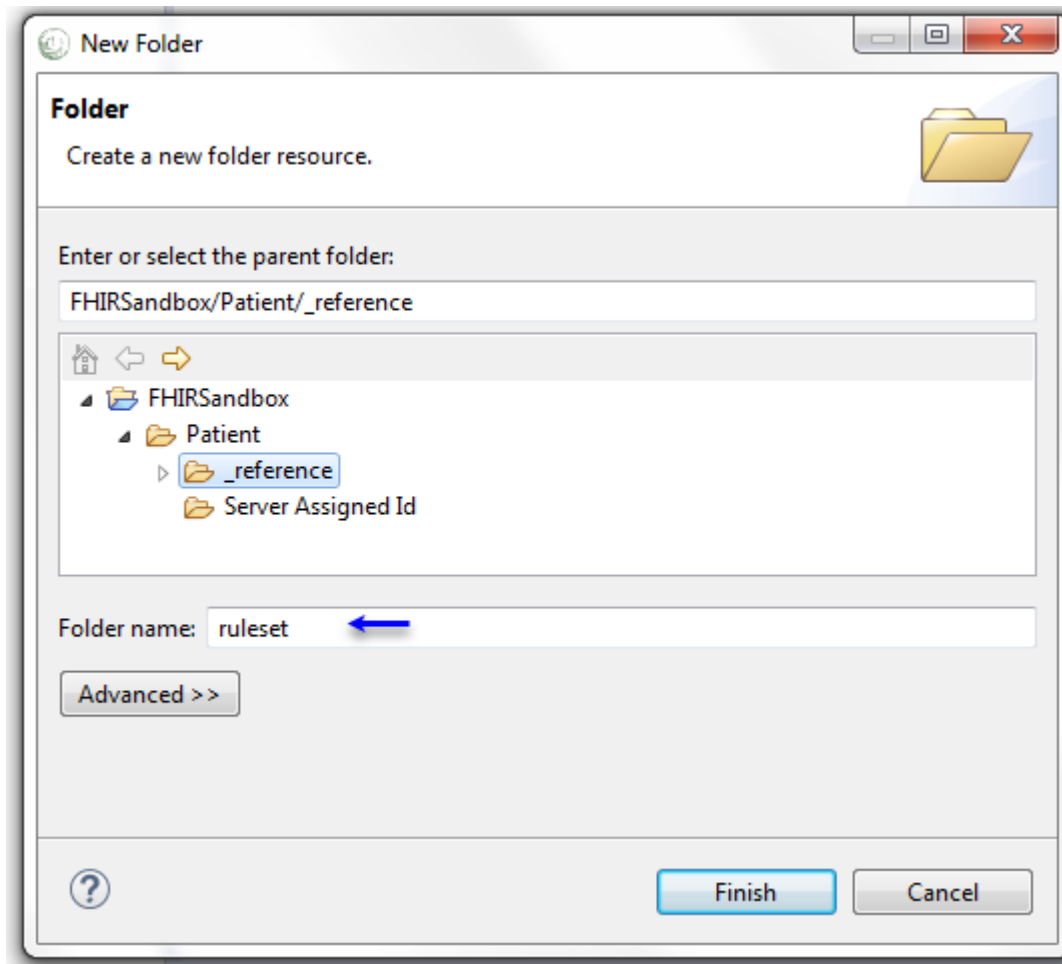 New Folder
Folder
Create a new folder resource.
Enter or select the parent folder:
FHIRSandbox/Patient/_reference
FHIRSandbox
Patient
_reference
Server Assigned Id
Folder name: ruleset
Advanced >>
?
Finish Cancel